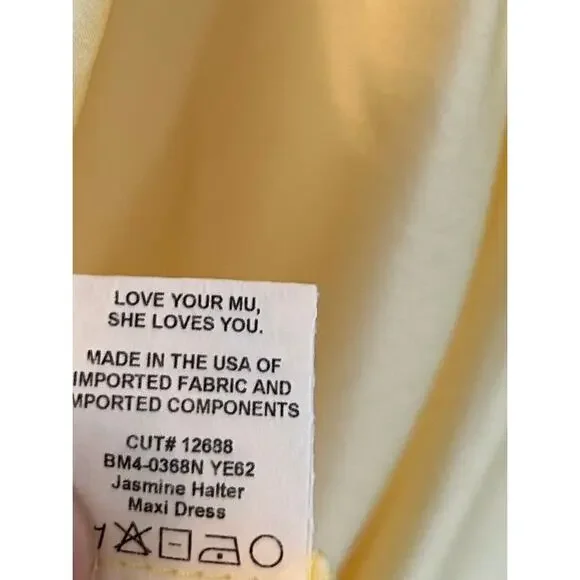 LOVE YOUR MU,
SHE LOVES YOU.
MADE IN THE USA OF
IMPORTED FABRIC AND
IMPORTED COMPONENTS
CUT# 12688
BM4-0368N YE62
Jasmine Halter
Maxi Dress